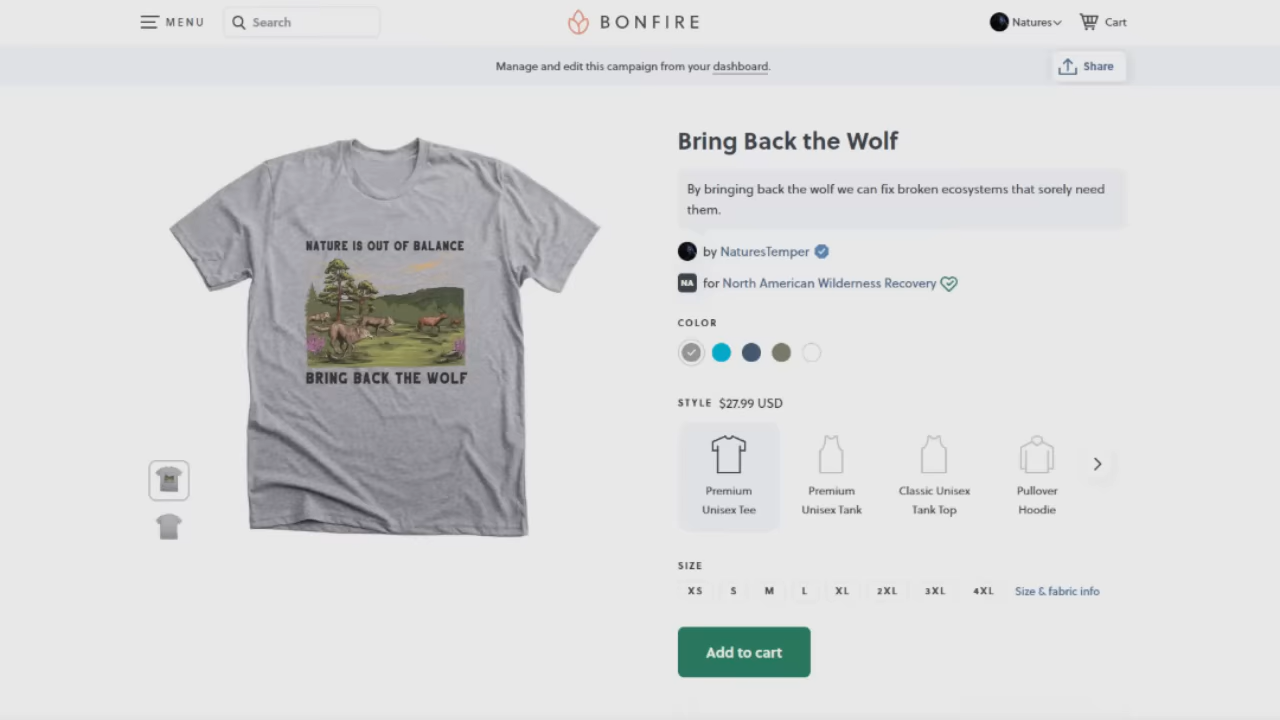 MENU
Search
BONFIRE
Natures
Cart
Manage and edit this campaign from your dashboard.
Share
Bring Back the Wolf
By bringing back the wolf we can fix broken ecosystems that sorely need
them.
by NaturesTemper
NA for North American Wilderness Recovery
NATURE IS OUT OF BALANCE
BRING BACK THE WOLF
COLOR
STYLE $27.99 USD
Premium
Unisex Tee
Premium
Unisex Tank
Classic Unisex
Tank Top
Pullover
Hoodie
SIZE
XS S M L XL 2XL 3XL 4XL Size & fabric info
Add to cart